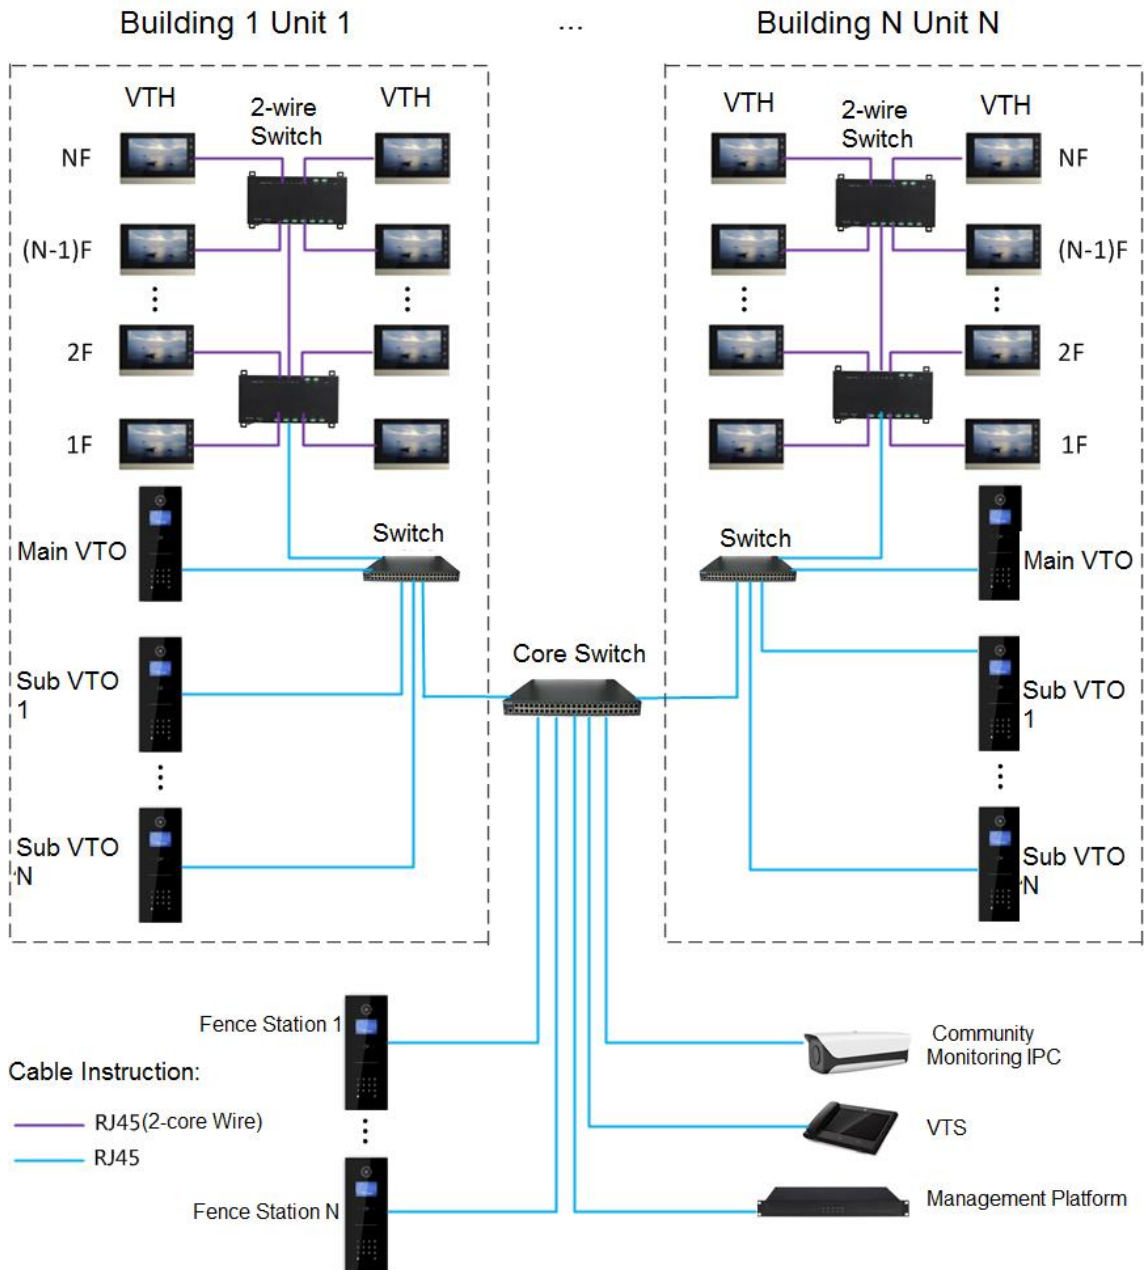 Building 1 Unit 1
...
Building N Unit N
VTH
2-wire
Switch
VTH
NF
(N-1)F
2F
1F
Main VTO
Switch
Sub VTO
1
Sub VTO
N
VTH
2-wire
Switch
VTH
NF
(N-1)F
2F
1F
Switch
Main VTO
Sub VTO
1
Sub VTO
N
Core Switch
Fence Station 1
Fence Station N
Community
Monitoring IPC
VTS
Management Platform
Cable Instruction:
RJ45(2-core Wire)
RJ45